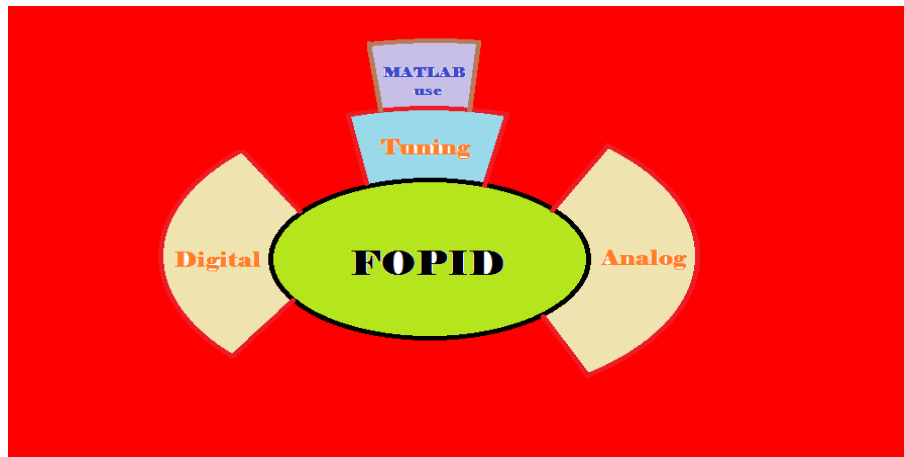 MATLAB
use
Tuning
Digital
FOPID
Analog